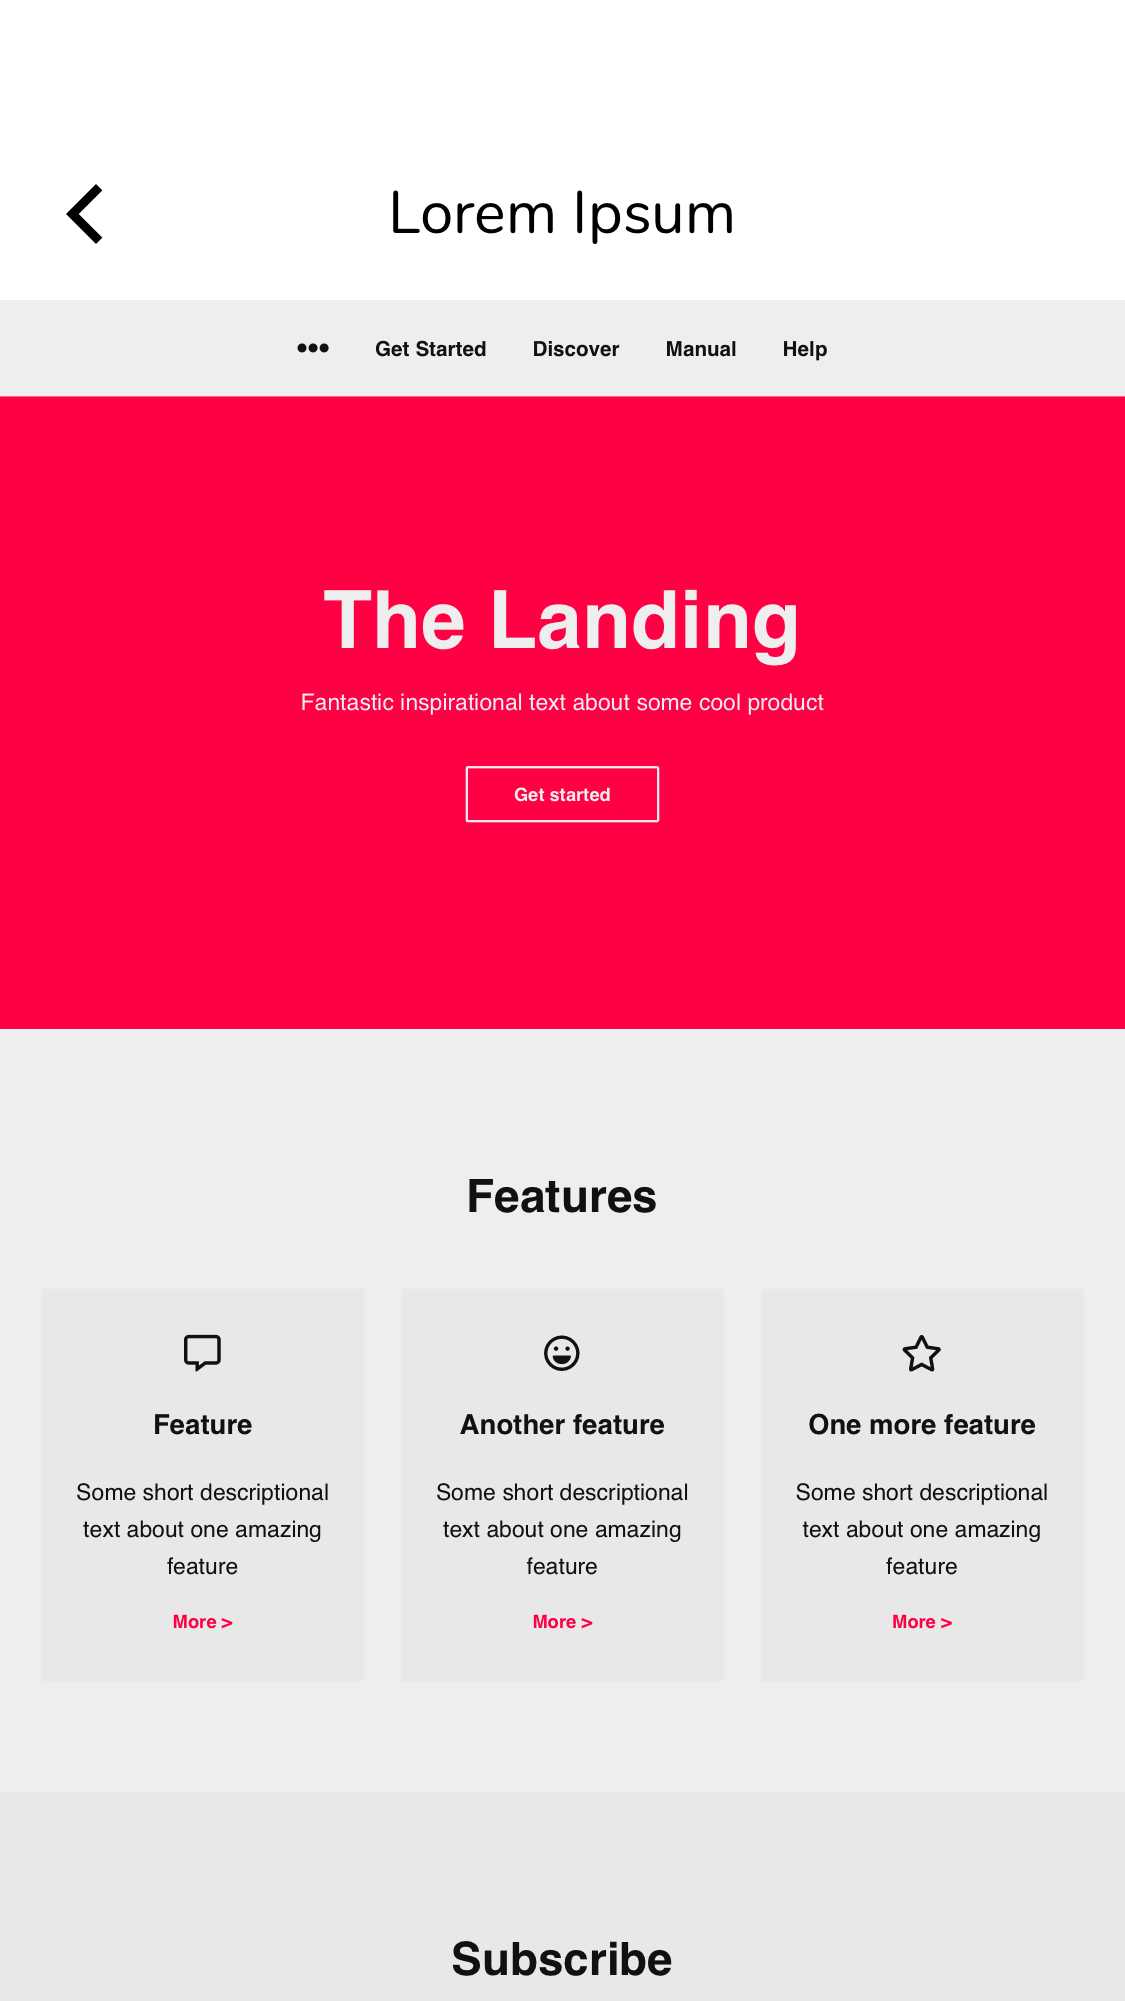 Lorem Ipsum
Get Started Discover Manual Help
The Landing
Fantastic inspirational text about some cool product
Get started
Features
Feature
Some short descriptional
text about one amazing
feature
More >
Another feature
Some short descriptional
text about one amazing
feature
More >
One more feature
Some short descriptional
text about one amazing
feature
More >
Subscribe